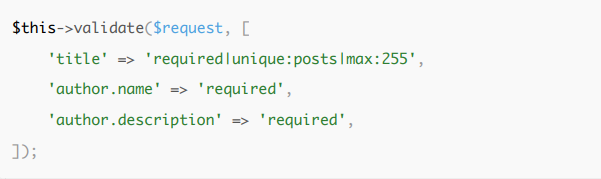 $this->validate($request, [
    'title' => 'required|unique:posts|max:255',
    'author.name' => 'required',
    'author.description' => 'required',
]);